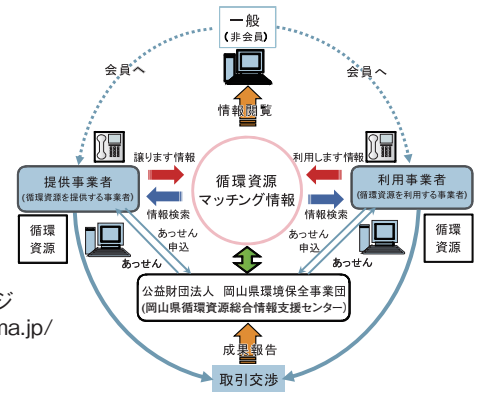 一般
(非会員)
会員へ
会員へ
情報閲覧
譲ります情報
利用します情報
循環資源
マッチング情報
提供事業者
(循環資源を提供する事業者)
利用事業者
(循環資源を利用する事業者)
情報検索
情報検索
循環
資源
あっせん
申込
あっせん
あっせん
申込
あっせん
循環
資源
公益財団法人 岡山県環境保全事業団
(岡山県循環資源総合情報支援センター)
ジ
ma.jp/
成果報告
取引交渉